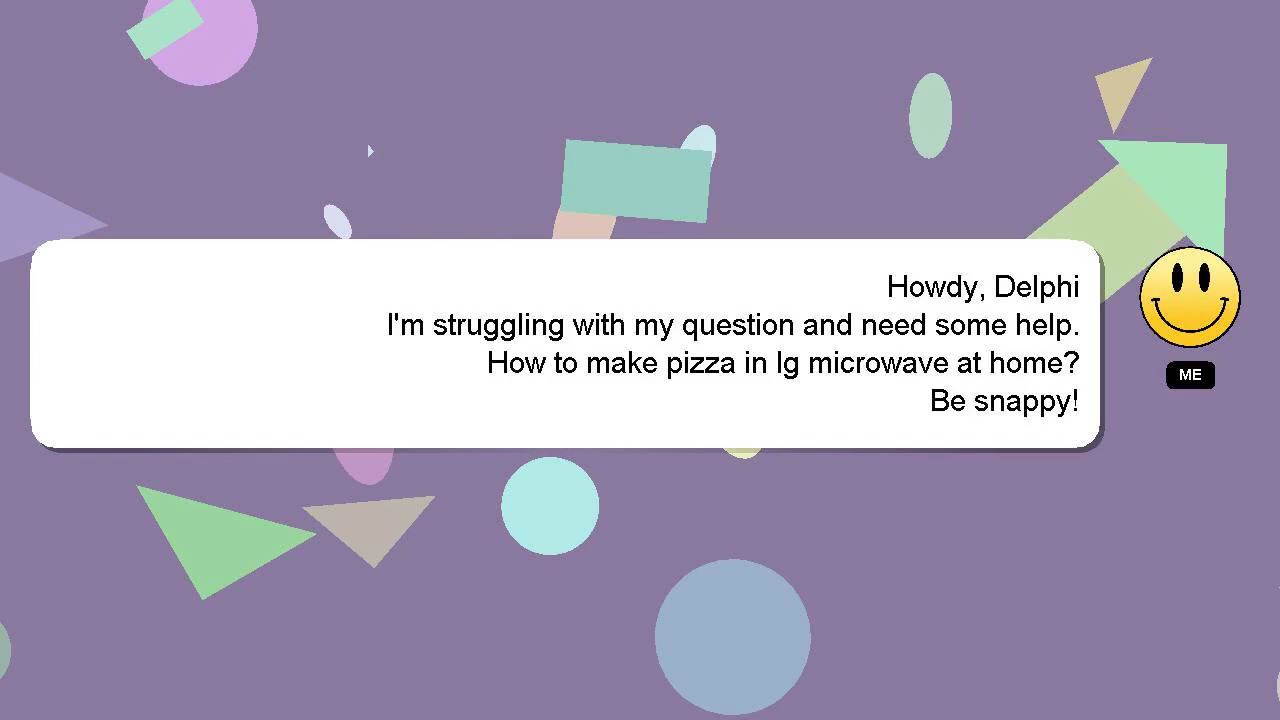 Howdy, Delphi
I'm struggling with my question and need some help.
How to make pizza in lg microwave at home?
Be snappy!
ME